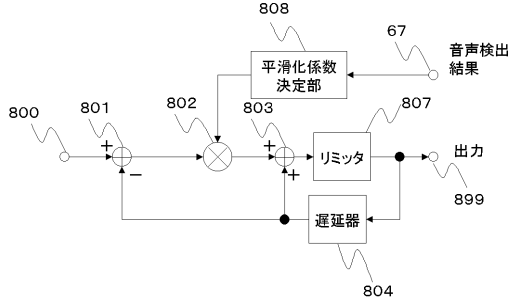 808
67
音声検出
結果
平滑化係数
決定部
800
801
802
803
807
+
−
+
+
リミッタ
出力
899
遅延器
804